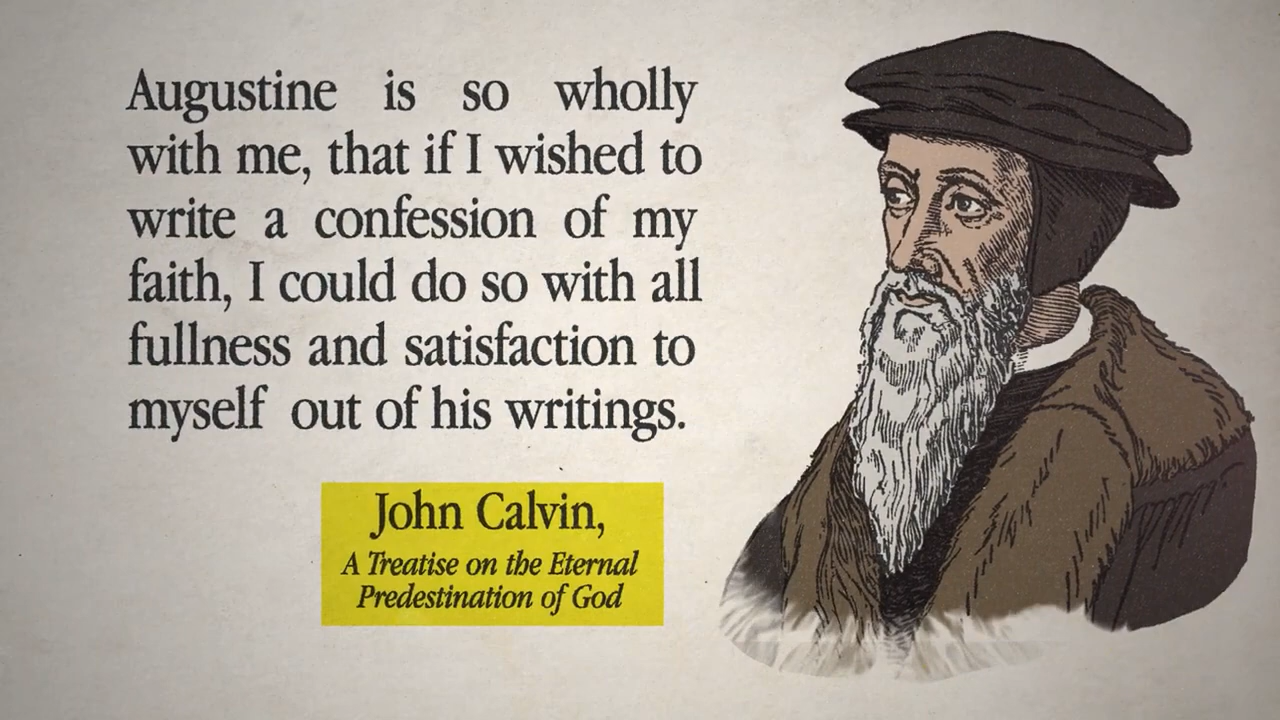 Augustine is so wholly
with me, that if I wished to
write a confession of my
faith, I could do so with all
fullness and satisfaction to
myself out of his writings.
John Calvin,
A Treatise on the Eternal
Predestination of God